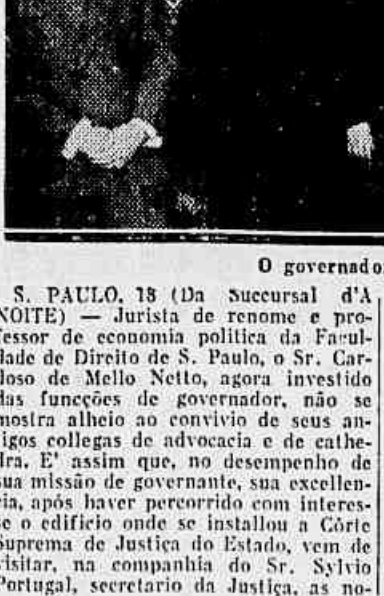 O governado
S. PAULO, 18 (Da Succursal d'A
NOITE) — Jurista de renome e pro-
fessor de economia politica da Facul-
dade de Direito de S. Paulo, o Sr. Car-
doso de Mello Netto, agora investido
das funcções de governador, não se
mostra alheio ao convivio de seus an-
tigos collegas de advocacia e de cathe-
dra. E' assim que, no desempenho de
sua missão de governante, sua excellen-
cia, após haver percorrido com interes-
se o edificio onde se installou a Côrte
Suprema de Justiça do Estado, vem de
visitar, na companhia do Sr. Sylvio
Portugal, secretario da Justiça, as no-